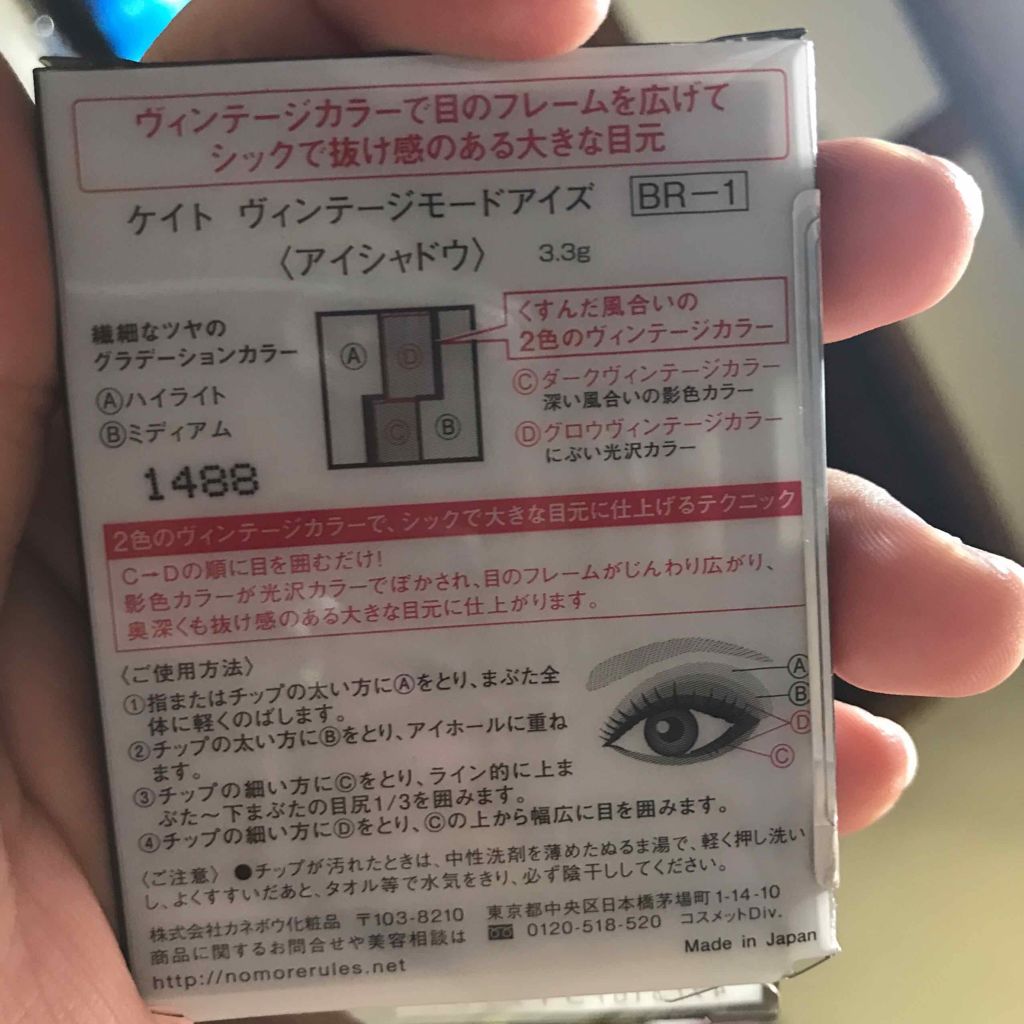 ヴィンテージカラーで目のフレームを広げて
シックで抜け感のある大きな目元
ケイト ヴィンテージモードアイズ BR-1
〈アイシャドウ〉 3.3g
繊細なツヤの
グラデーションカラー
Ⓐハイライト
Ⓑミディアム
1488
Ⓐ
Ⓓ
Ⓒ
Ⓑ
くすんだ風合いの
2色のヴィンテージカラー
Ⓒダークヴィンテージカラー
深い風合いの影色カラー
Ⓓグロウヴィンテージカラー
にぶい光沢カラー
2色のヴィンテージカラーで、シックで大きな目元に仕上げるテクニック
C→Dの順に目を囲むだけ!
影色カラーが光沢カラーでぼかされ、目のフレームがじんわり広がり、
奥深くも抜け感のある大きな目元に仕上がります。
〈ご使用方法〉
①指またはチップの太い方にⒶをとり、まぶた全
体に軽くのばします。
②チップの太い方にⒷをとり、アイホールに重ね
ます。
③チップの細い方にⒸをとり、ライン的に上ま
ぶた〜下まぶたの目尻1/3を囲みます。
④チップの細い方にⒹをとり、Ⓒの上から幅広に目を囲みます。
Ⓐ
Ⓑ
Ⓓ
Ⓒ
〈ご注意〉 ●チップが汚れたときは、中性洗剤を薄めたぬるま湯で、軽く押し洗い
し、よくすすいだあと、タオル等で水気をきり、必ず陰干ししてください。
株式会社カネボウ化粧品 〒103-8210 東京都中央区日本橋茅場町1-14-10
商品に関するお問合せや美容相談は 0120-518-520 コスメットDiv.
http://nomorerules.net
Made in Japan